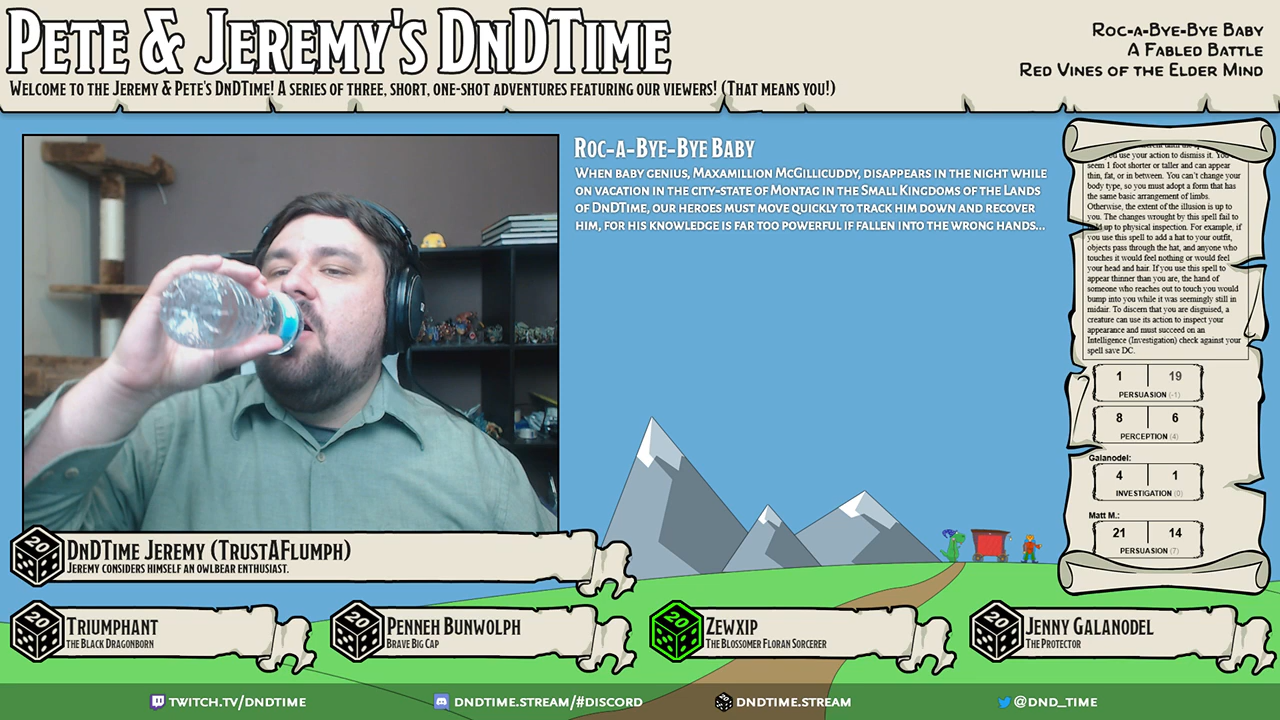 Pete & Jeremy's DnDTime
Welcome to the Jeremy & Pete's DnDTime! A series of three, short, one-shot adventures featuring our viewers! (That means you!)
Roc-a-Bye-Bye Baby
A Fabled Battle
Red Vines of the Elder Mind
Roc-a-Bye-Bye Baby
When baby genius, Maxamillion McGillicuddy, disappears in the night while
on vacation in the city-state of Montag in the Small Kingdoms of the Lands
of DnDTime, our heroes must move quickly to track him down and recover
him, for his knowledge is far too powerful if fallen into the wrong hands...
you use your action to dismiss it. You
seem 1 foot shorter or taller and can appear
thin, fat, or in between. You can't change your
body type, so you must adopt a form that has
the same basic arrangement of limbs.
Otherwise, the extent of the illusion is up to
you. The changes wrought by this spell fail to
hold up to physical inspection. For example, if
you use this spell to add a hat to your outfit,
objects pass through the hat, and anyone who
touches it would feel nothing or would feel
your head and hair. If you use this spell to
appear thinner than you are, the hand of
someone who reaches out to touch you would
bump into you while it was seemingly still in
midair. To discern that you are disguised, a
creature can use its action to inspect your
appearance and must succeed on an
Intelligence (Investigation) check against your
spell save DC.
1 19
PERSUASION (-1)
8 6
PERCEPTION (4)
Galanodel:
4 1
INVESTIGATION (0)
Matt M.:
21 14
PERSUASION (7)
20
DnDTime Jeremy (TrustAFlumph)
Jeremy considers himself an owlbear enthusiast.
20
Triumphant
the Black Dragonborn
20
Penneh Bunwolph
Brave Big Cap
20
Zewxip
The Blossomer Floran Sorcerer
20
Jenny Galanodel
The Protector
twitch.tv/dndtime
dndtime.stream/#discord
dndtime.stream
@dnd_time